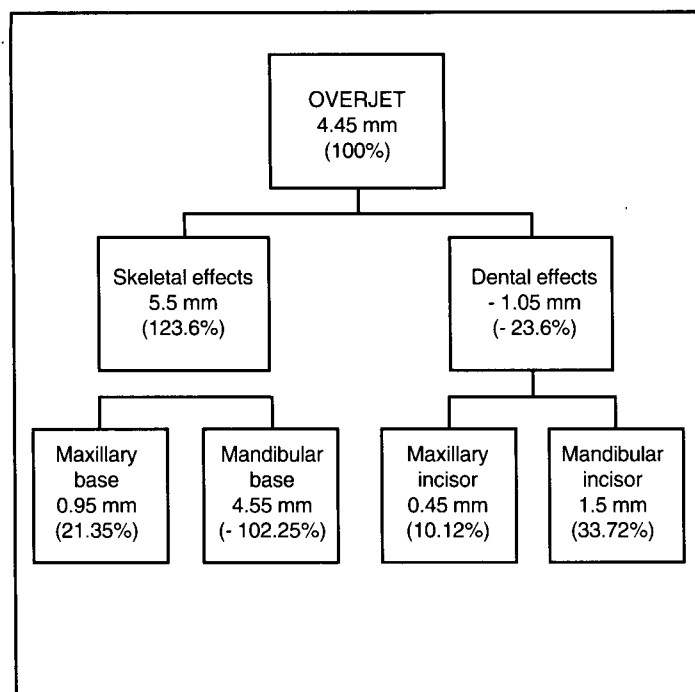 OVERJET
4.45 mm
(100%)
Skeletal effects
5.5 mm
(123.6%)
Dental effects
- 1.05 mm
(- 23.6%)
Maxillary
base
0.95 mm
(21.35%)
Mandibular
base
4.55 mm
(- 102.25%)
Maxillary
incisor
0.45 mm
(10.12%)
Mandibular
incisor
1.5 mm
(33.72%)